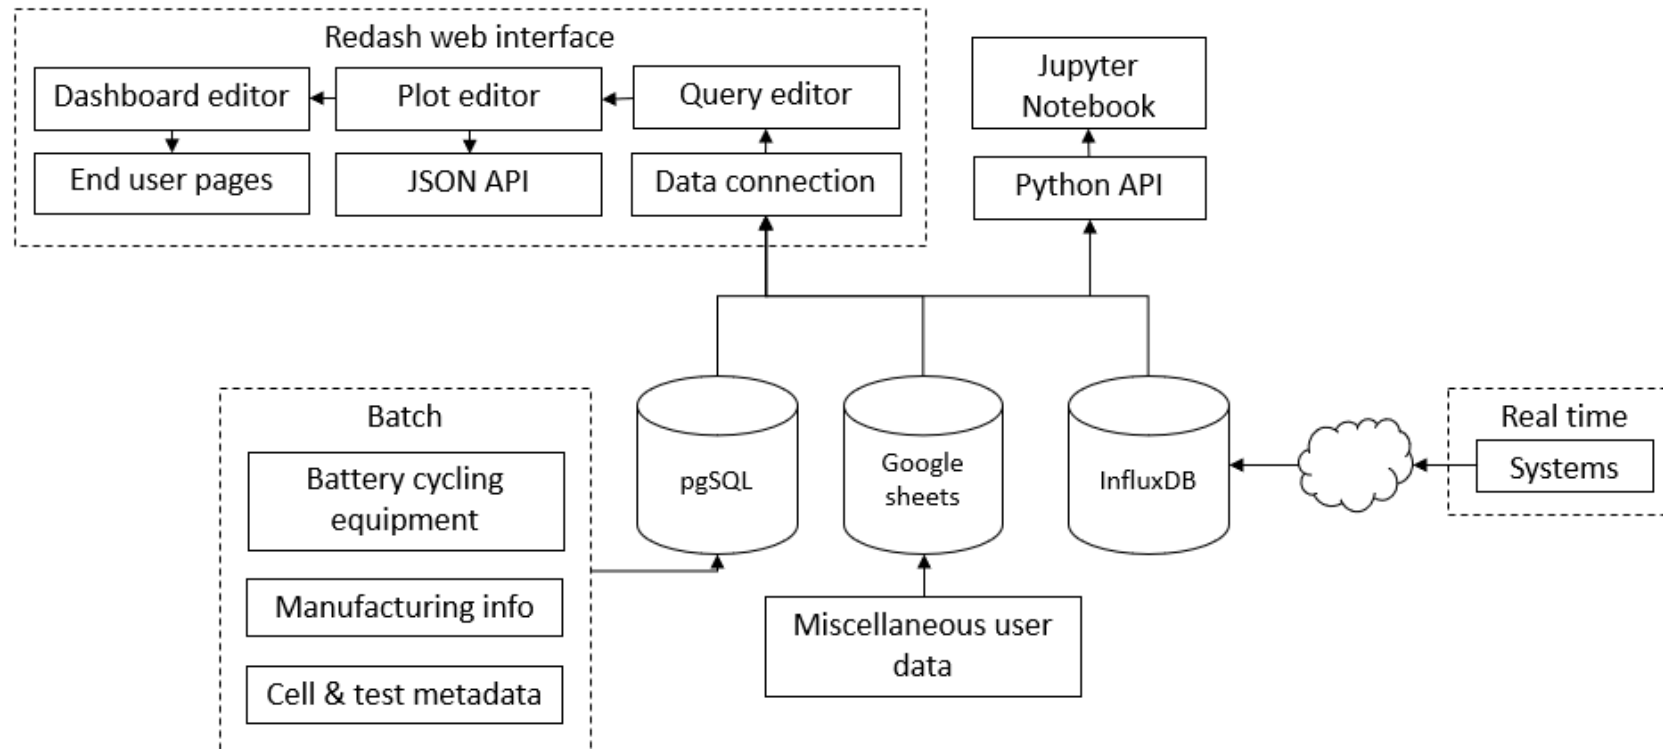 Redash web interface
Dashboard editor
Plot editor
Query editor
End user pages
JSON API
Data connection
Jupyter
Notebook
Python API
Batch
Battery cycling
equipment
Manufacturing info
Cell & test metadata
pgSQL
Google
sheets
InfluxDB
Miscellaneous user
data
Real time
Systems